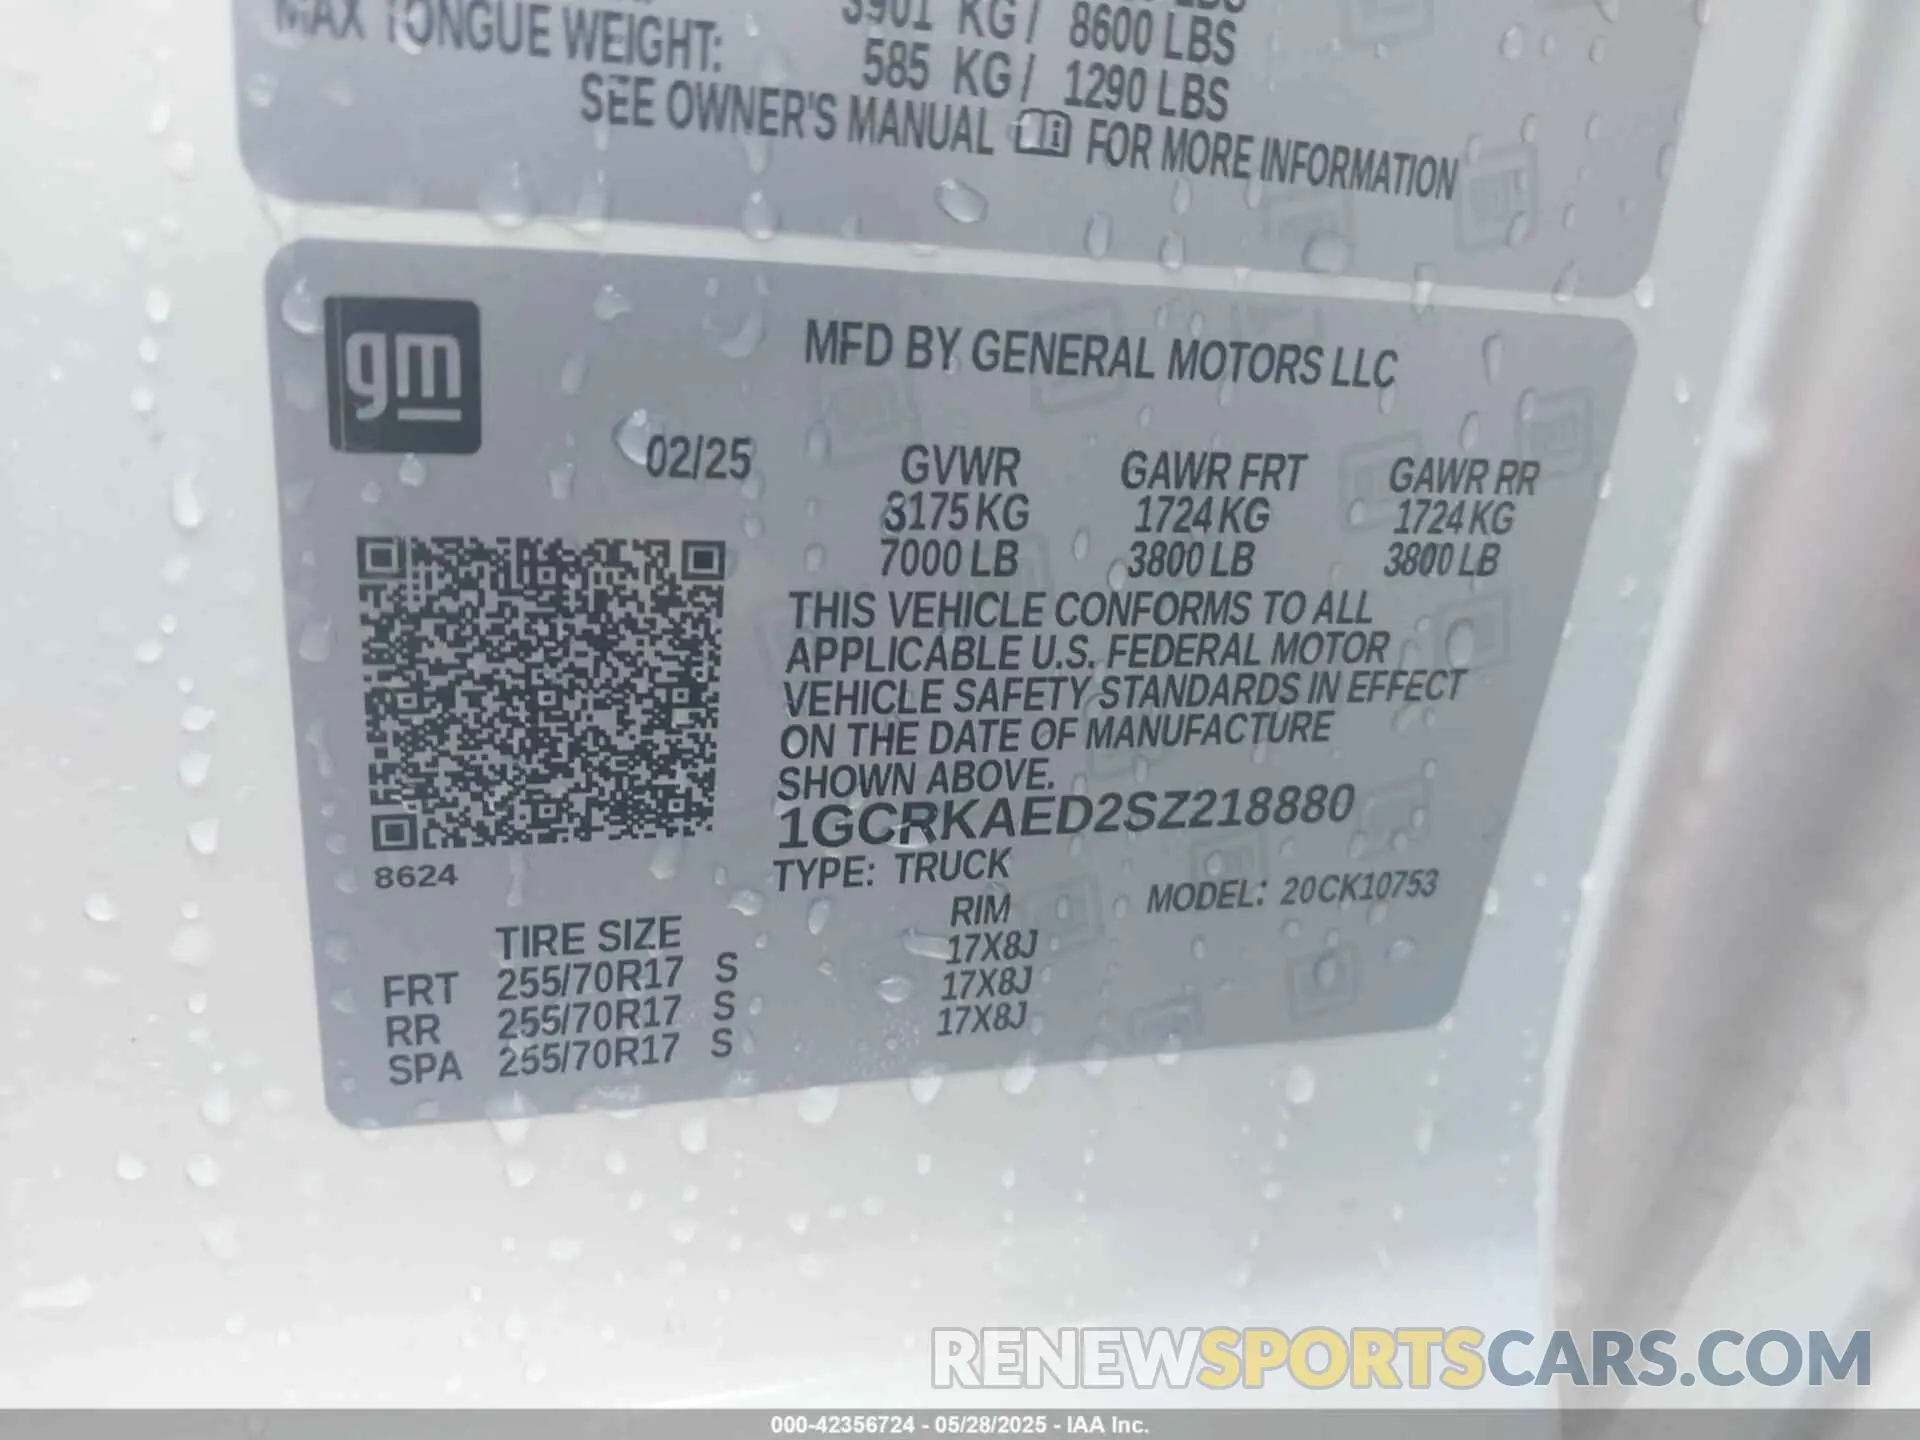 3901 KG / 8600 LBS
MAX TONGUE WEIGHT: 585 KG / 1290 LBS
SEE OWNER'S MANUAL FOR MORE INFORMATION
gm
MFD BY GENERAL MOTORS LLC
02/25 GVWR GAWR FRT GAWR RR
3175 KG 1724 KG 1724 KG
7000 LB 3800 LB 3800 LB
THIS VEHICLE CONFORMS TO ALL
APPLICABLE U.S. FEDERAL MOTOR
VEHICLE SAFETY STANDARDS IN EFFECT
ON THE DATE OF MANUFACTURE
SHOWN ABOVE.
1GCRKAED2SZ218880
8624
TYPE: TRUCK
MODEL: 20CK10753
TIRE SIZE RIM
FRT 255/70R17 S 17X8J
RR 255/70R17 S 17X8J
SPA 255/70R17 S 17X8J
RENEWSPORTSCARS.COM
000-42356724 - 05/28/2025 - IAA Inc.